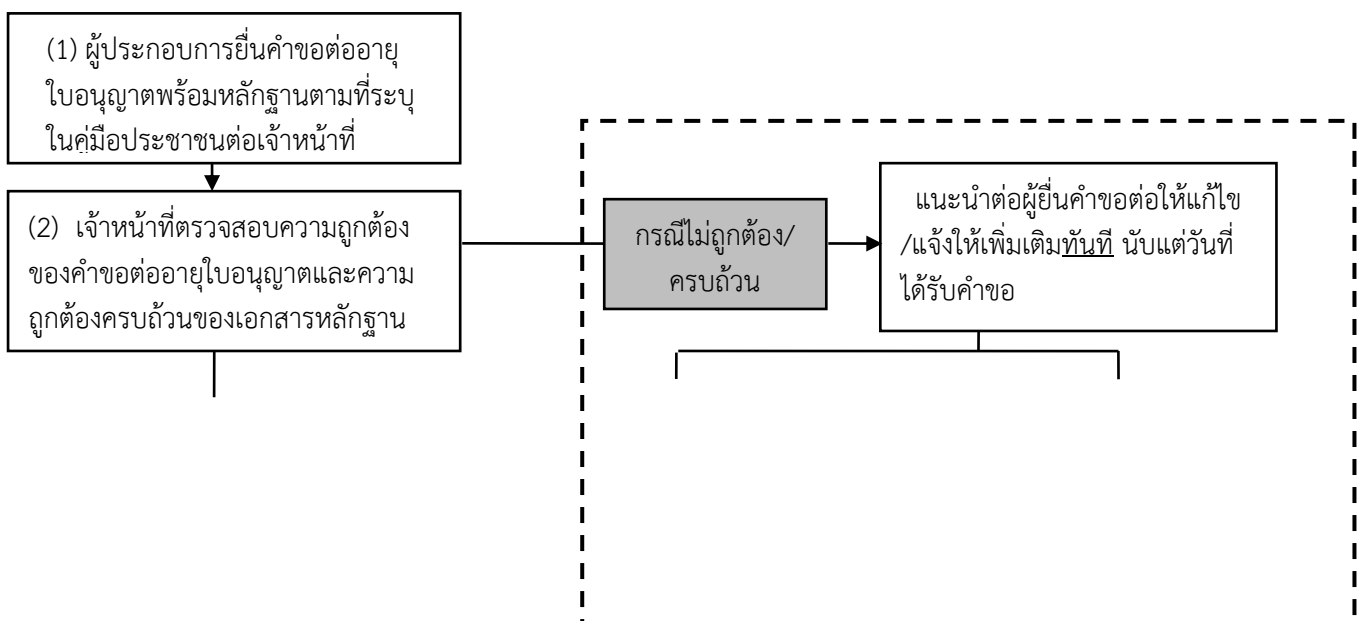 (1) ผู้ประกอบการยื่นคำขอต่ออายุ
ใบอนุญาตพร้อมหลักฐานตามที่ระบุ
ในคู่มือประชาชนต่อเจ้าหน้าที่
(2) เจ้าหน้าที่ตรวจสอบความถูกต้อง
ของคำขอต่ออายุใบอนุญาตและความ
ถูกต้องครบถ้วนของเอกสารหลักฐาน
กรณีไม่ถูกต้อง/
ครบถ้วน
แนะนำต่อผู้ยื่นคำขอต่อให้แก้ไข
/แจ้งให้เพิ่มเติมทันที นับแต่วันที่
ได้รับคำขอ